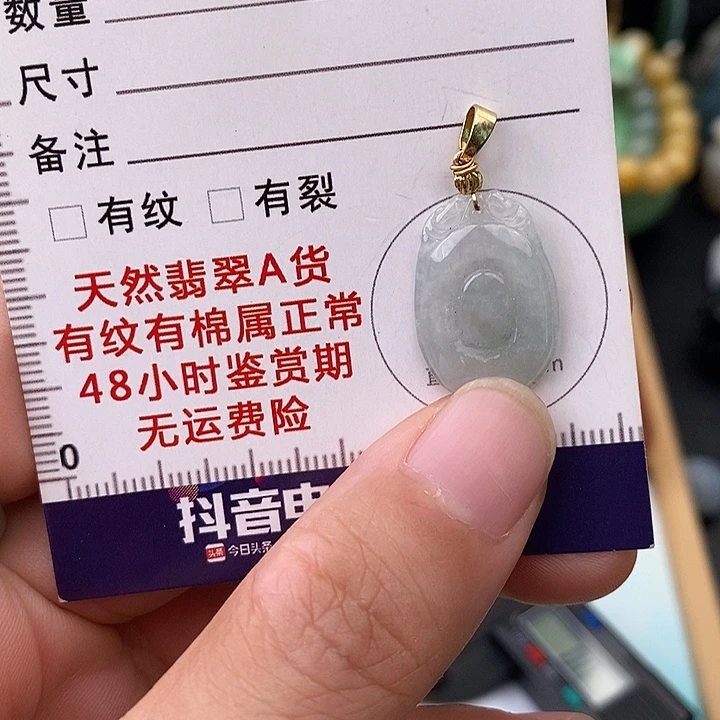 数量
尺寸
备注
有纹 有裂
天然翡翠A货
有纹有棉属正常
48小时鉴赏期
无运费险
0
抖音电
头条 今日头条